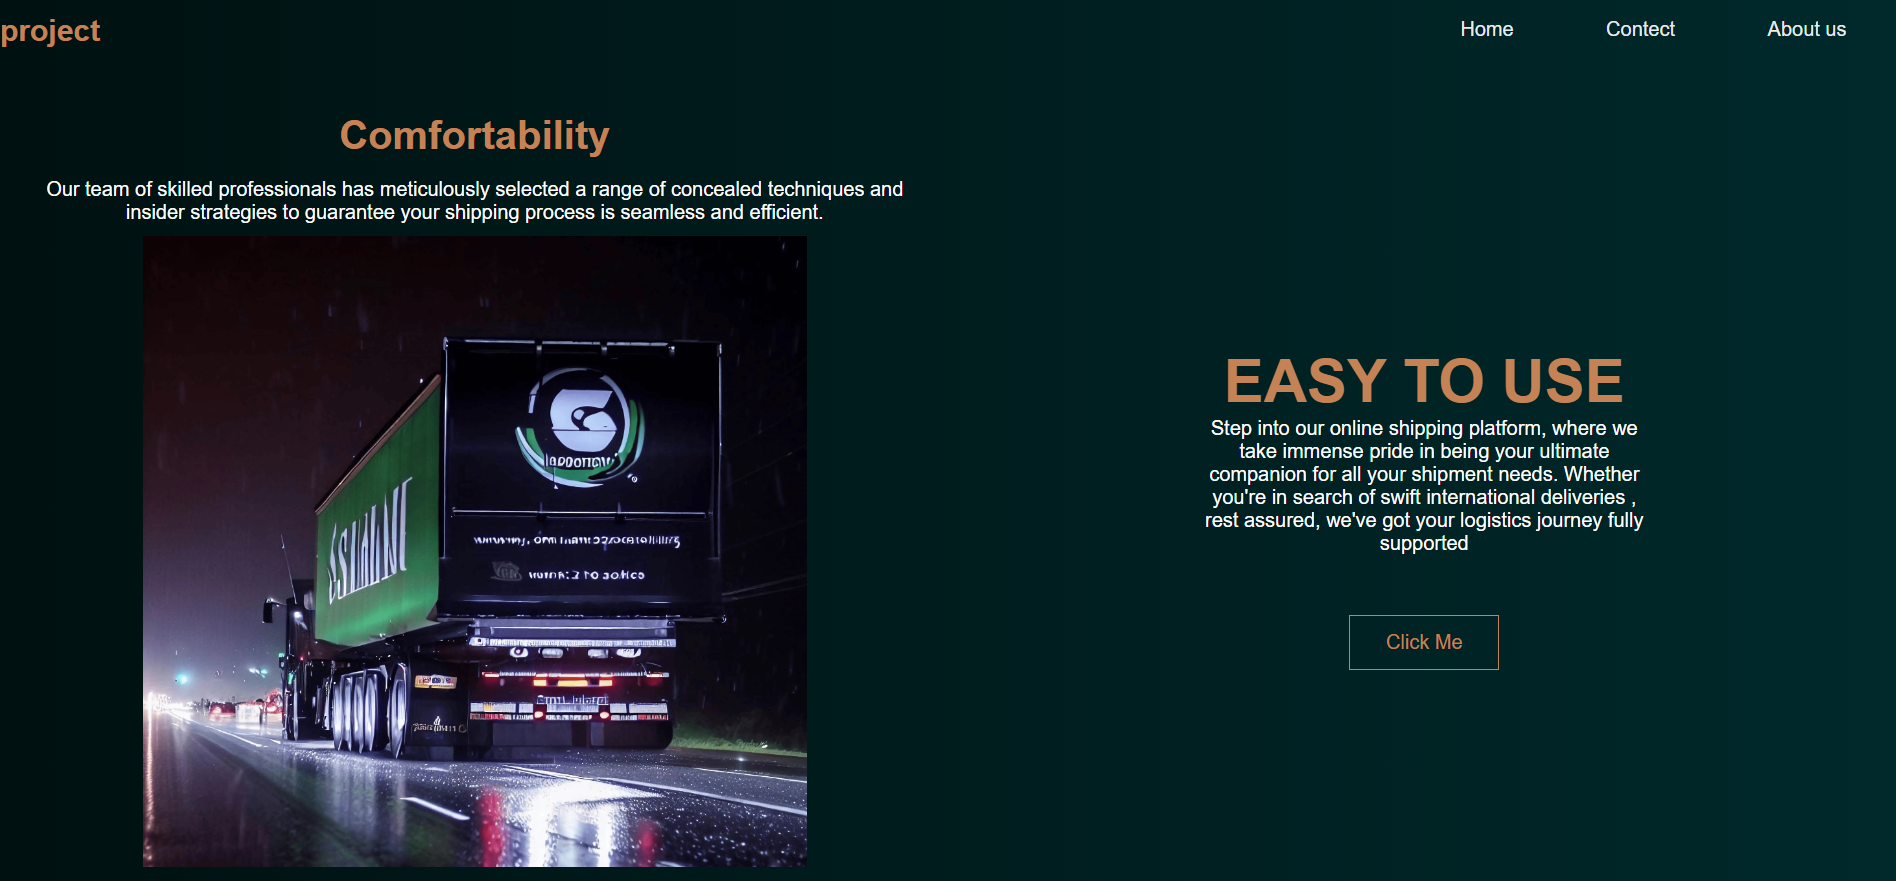 project
Home
Contect
About us
Comfortability
Our team of skilled professionals has meticulously selected a range of concealed techniques and
insider strategies to guarantee your shipping process is seamless and efficient.
EASY TO USE
Step into our online shipping platform, where we
take immense pride in being your ultimate
companion for all your shipment needs. Whether
you're in search of swift international deliveries ,
rest assured, we've got your logistics journey fully
supported
Click Me